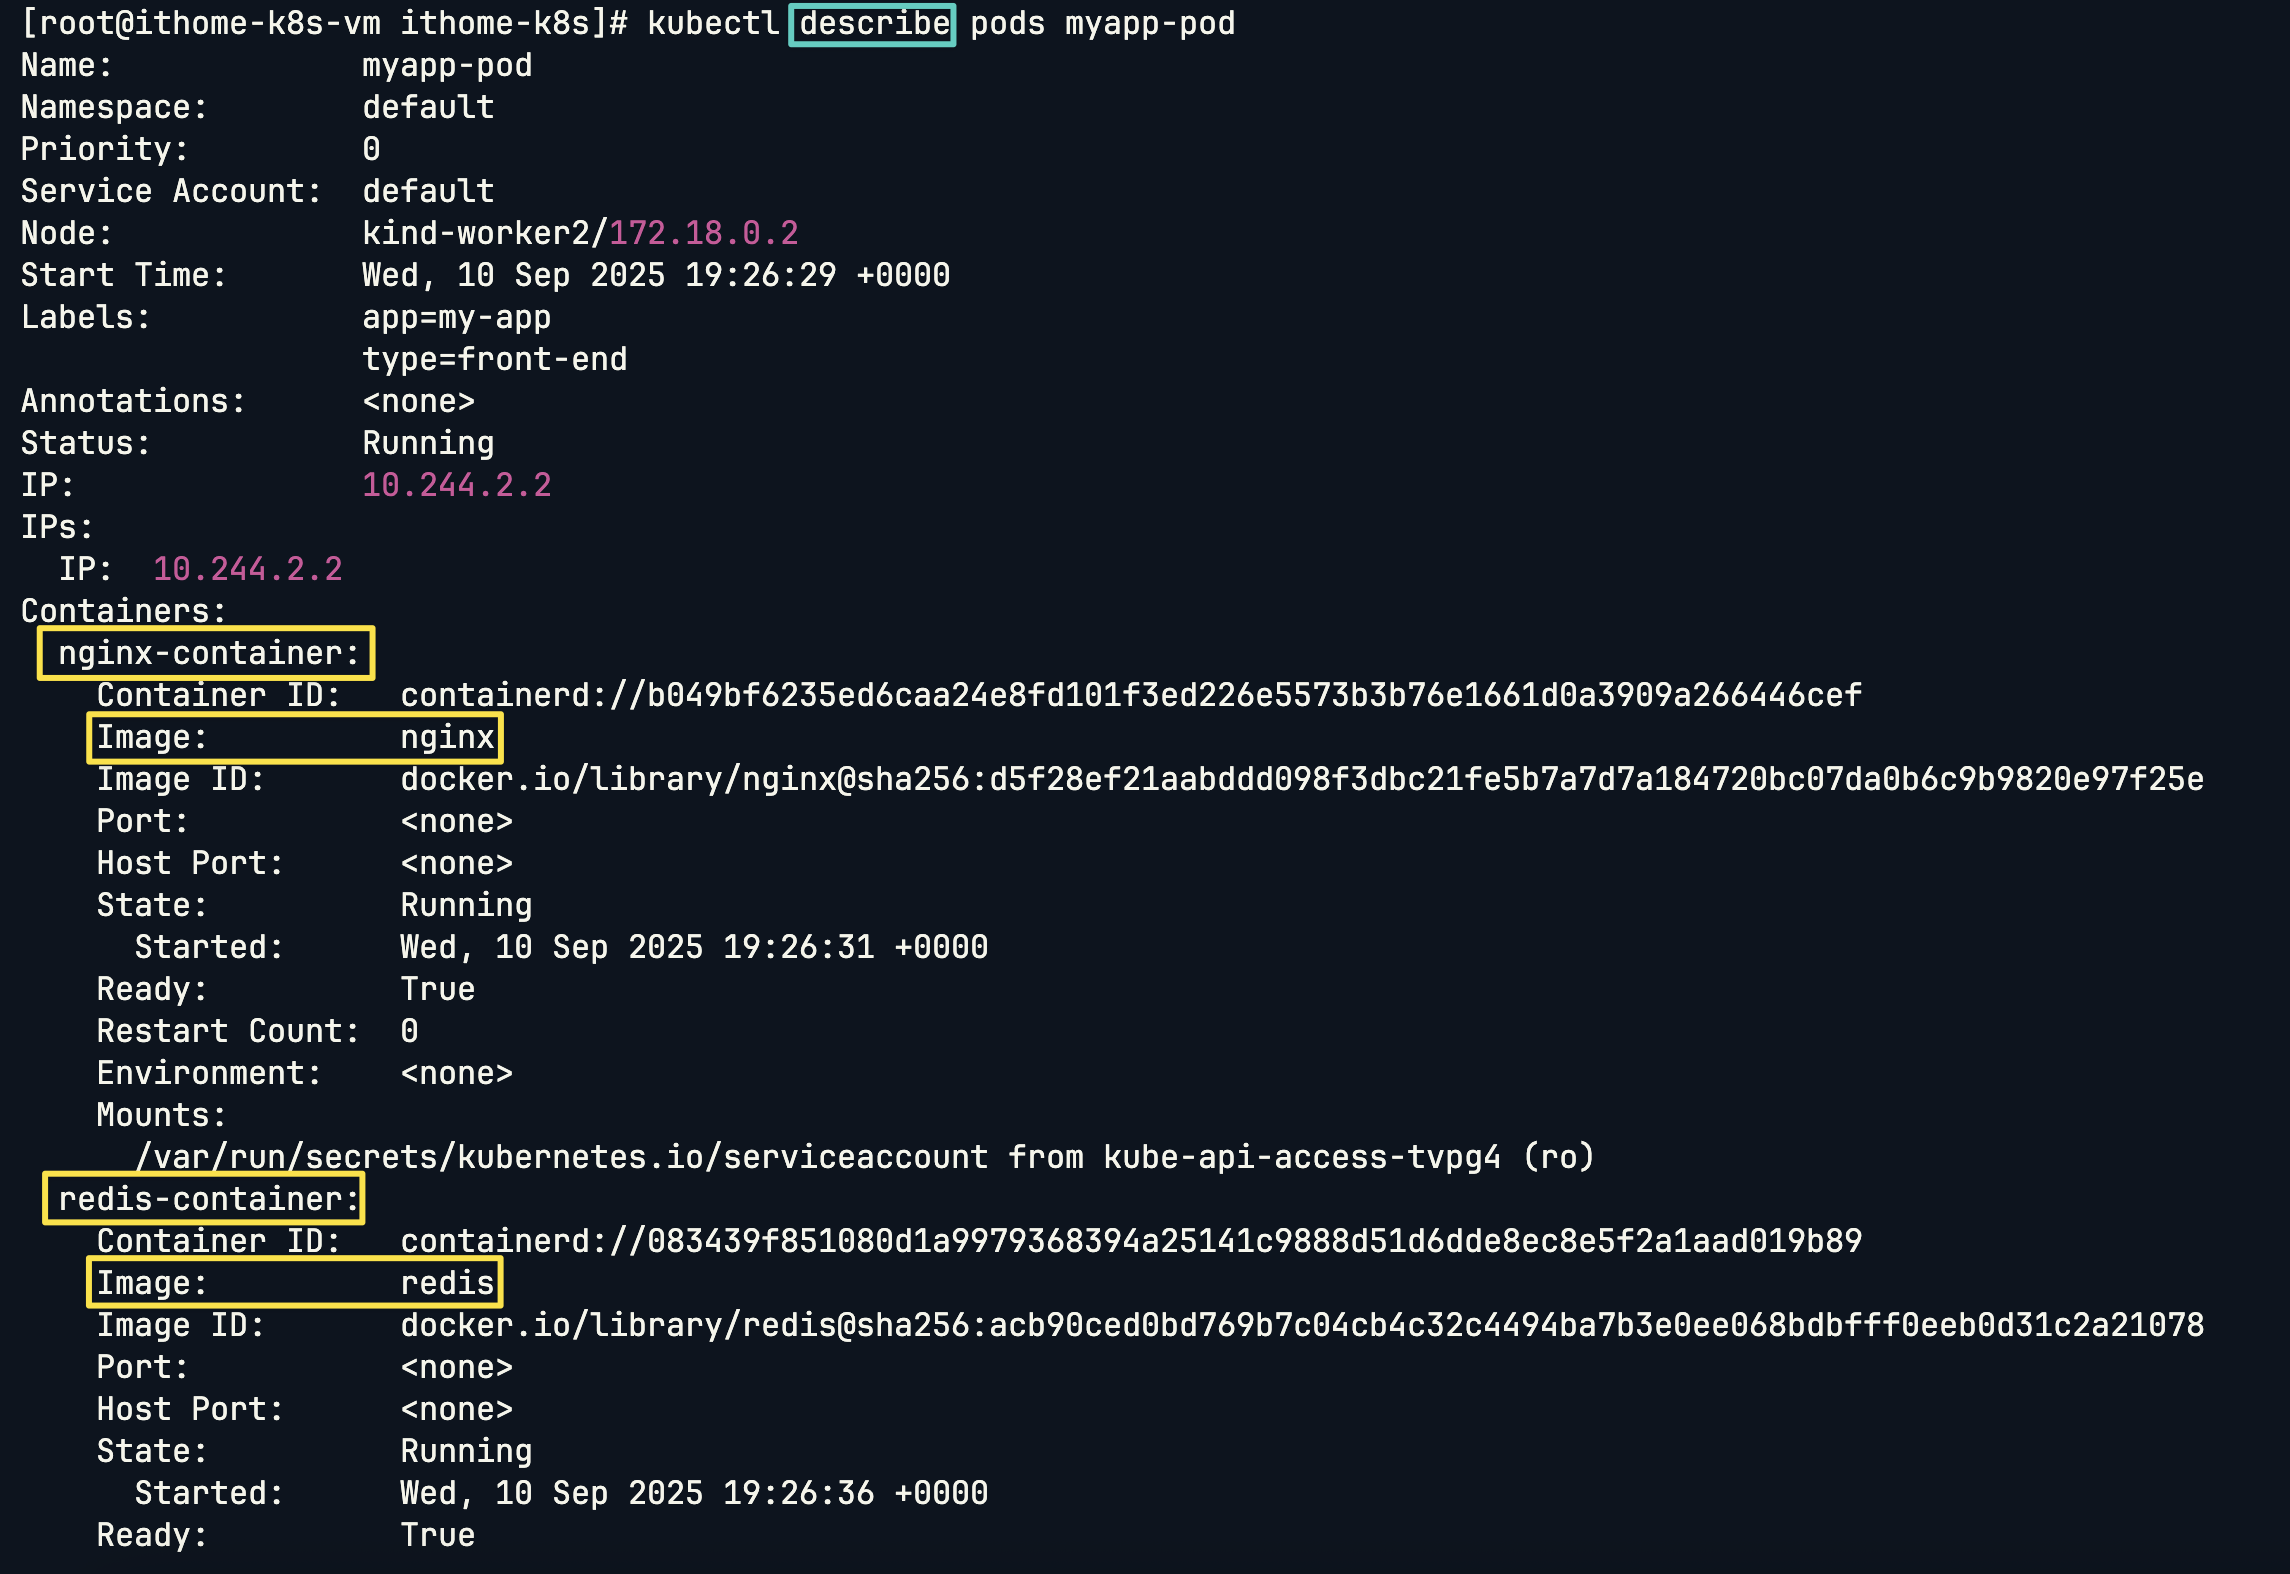 [root@ithome-k8s-vm ithome-k8s]# kubectl describe pods myapp-pod
Name:             myapp-pod
Namespace:        default
Priority:         0
Service Account:  default
Node:             kind-worker2/172.18.0.2
Start Time:       Wed, 10 Sep 2025 19:26:29 +0000
Labels:           app=my-app
                  type=front-end
Annotations:      <none>
Status:           Running
IP:               10.244.2.2
IPs:
  IP:  10.244.2.2
Containers:
  nginx-container:
    Container ID:   containerd://b049bf6235ed6caa24e8fd101f3ed226e5573b3b76e1661d0a3909a266446cef
    Image:          nginx
    Image ID:       docker.io/library/nginx@sha256:d5f28ef21aabddd098f3dbc21fe5b7a7d7a184720bc07da0b6c9b9820e97f25e
    Port:           <none>
    Host Port:      <none>
    State:          Running
      Started:      Wed, 10 Sep 2025 19:26:31 +0000
    Ready:          True
    Restart Count:  0
    Environment:    <none>
    Mounts:
      /var/run/secrets/kubernetes.io/serviceaccount from kube-api-access-tvpg4 (ro)
  redis-container:
    Container ID:   containerd://083439f851080d1a9979368394a25141c9888d51d6dde8ec8e5f2a1aad019b89
    Image:          redis
    Image ID:       docker.io/library/redis@sha256:acb90ced0bd769b7c04cb4c32c4494ba7b3e0ee068bdbfff0eeb0d31c2a21078
    Port:           <none>
    Host Port:      <none>
    State:          Running
      Started:      Wed, 10 Sep 2025 19:26:36 +0000
    Ready:          True